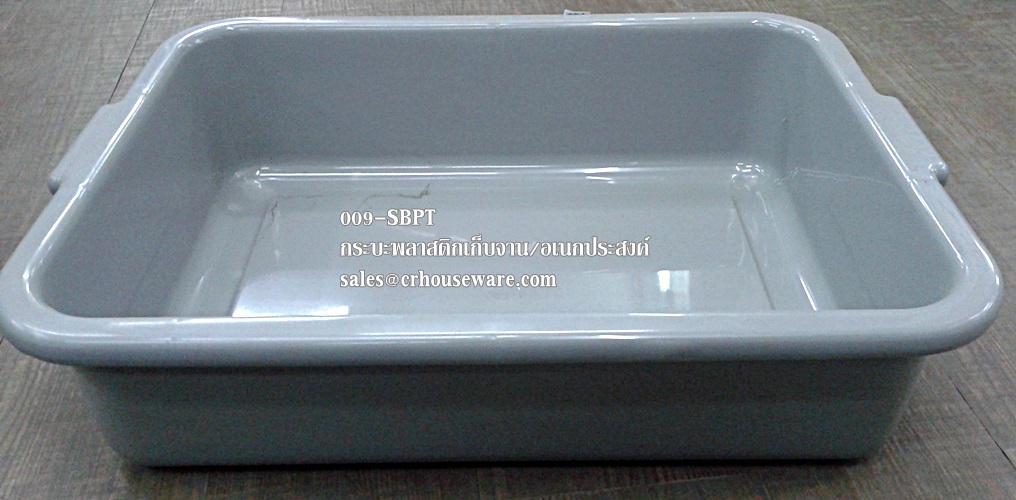 009-SBPT
กระบะพลาสติกเก็บจาน/อเนกประสงค์
sales@crhouseware.com